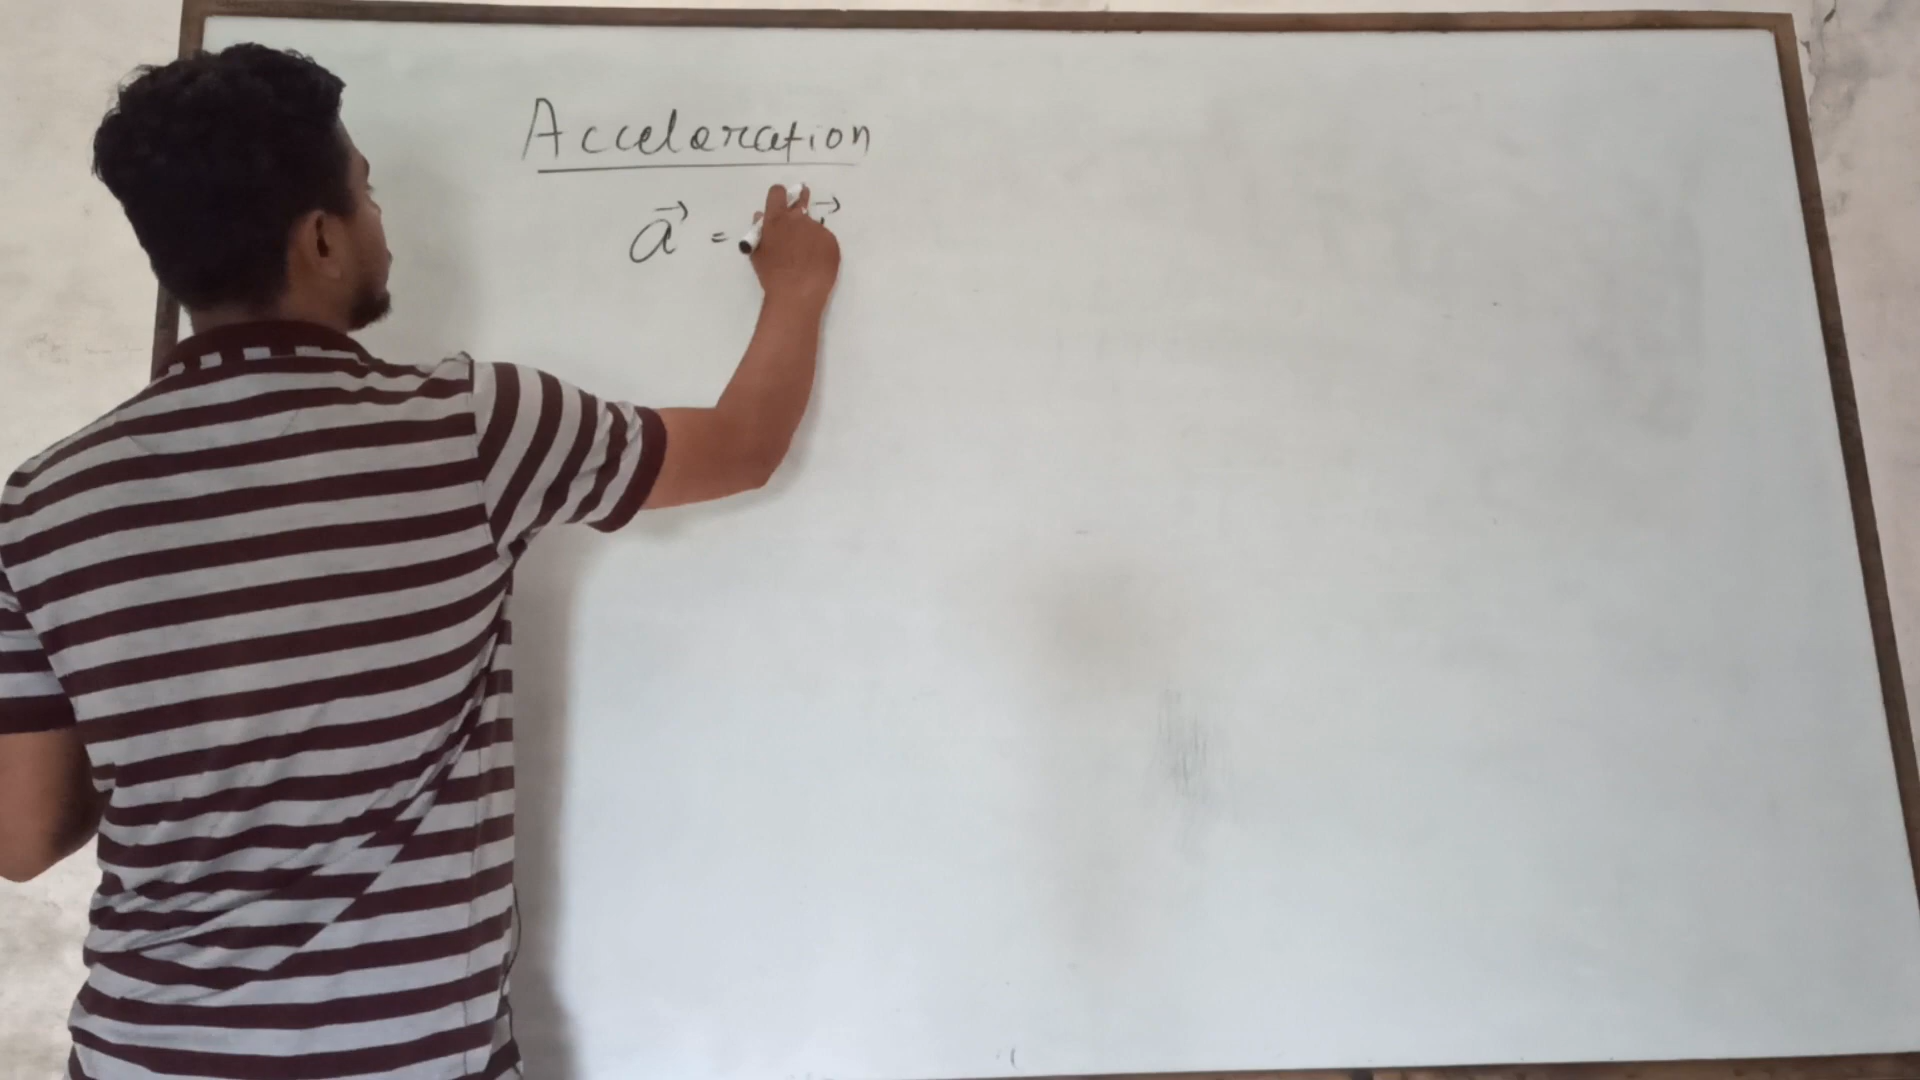 Acceleration
a⃗ =